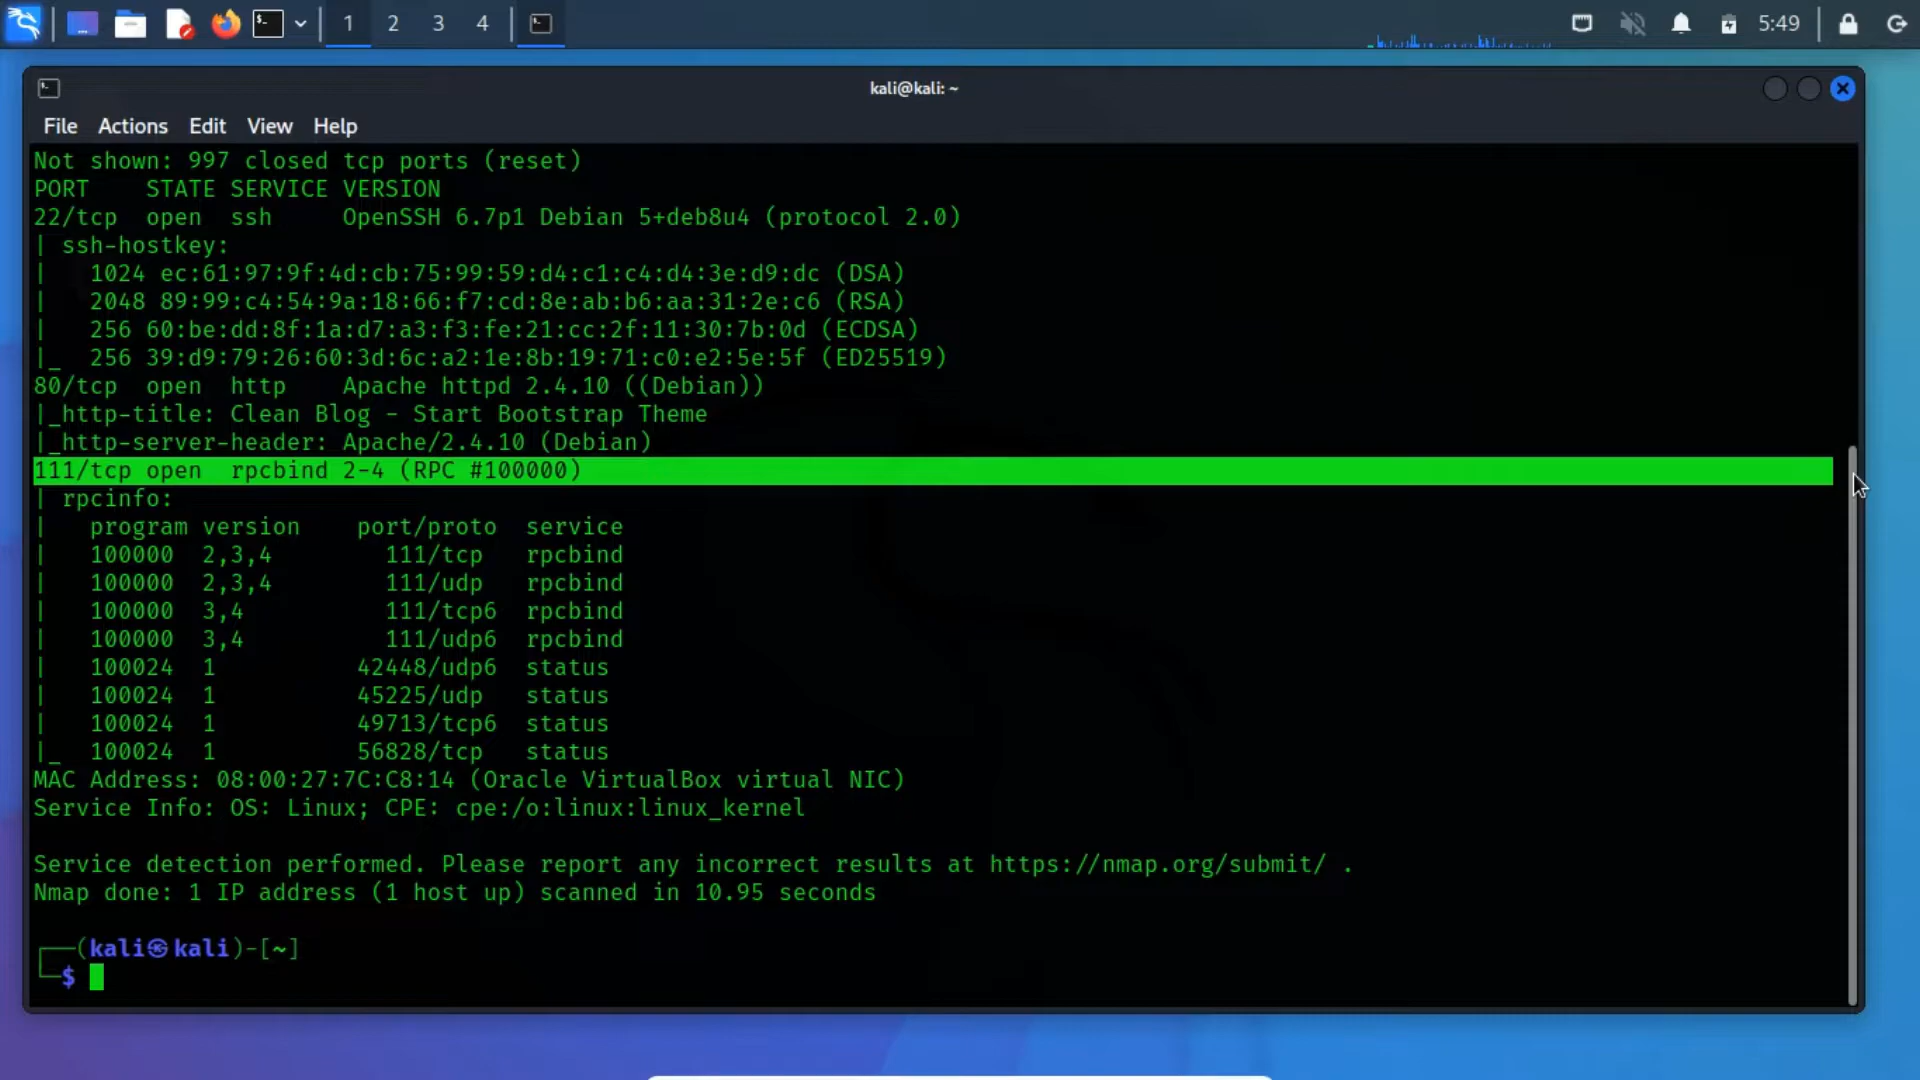 1 2 3 4 5:49
kali@kali: ~
File Actions Edit View Help
Not shown: 997 closed tcp ports (reset)
PORT    STATE SERVICE VERSION
22/tcp  open  ssh     OpenSSH 6.7p1 Debian 5+deb8u4 (protocol 2.0)
| ssh-hostkey:
|   1024 ec:61:97:9f:4d:cb:75:99:59:d4:c1:c4:d4:3e:d9:dc (DSA)
|   2048 89:99:c4:54:9a:18:66:f7:cd:8e:ab:b6:aa:31:2e:c6 (RSA)
|   256 60:be:dd:8f:1a:d7:a3:f3:fe:21:cc:2f:11:30:7b:0d (ECDSA)
|_  256 39:d9:79:26:60:3d:6c:a2:1e:8b:19:71:c0:e2:5e:5f (ED25519)
80/tcp  open  http    Apache httpd 2.4.10 ((Debian))
|_http-title: Clean Blog - Start Bootstrap Theme
|_http-server-header: Apache/2.4.10 (Debian)
111/tcp open  rpcbind 2-4 (RPC #100000)
| rpcinfo:
|   program version    port/proto  service
|   100000  2,3,4        111/tcp   rpcbind
|   100000  2,3,4        111/udp   rpcbind
|   100000  3,4          111/tcp6  rpcbind
|   100000  3,4          111/udp6  rpcbind
|   100024  1          42448/udp6  status
|   100024  1          45225/udp   status
|   100024  1          49713/tcp6  status
|_  100024  1          56828/tcp   status
MAC Address: 08:00:27:7C:C8:14 (Oracle VirtualBox virtual NIC)
Service Info: OS: Linux; CPE: cpe:/o:linux:linux_kernel
Service detection performed. Please report any incorrect results at https://nmap.org/submit/ .
Nmap done: 1 IP address (1 host up) scanned in 10.95 seconds
┌──(kali㉿kali)-[~]
└─$